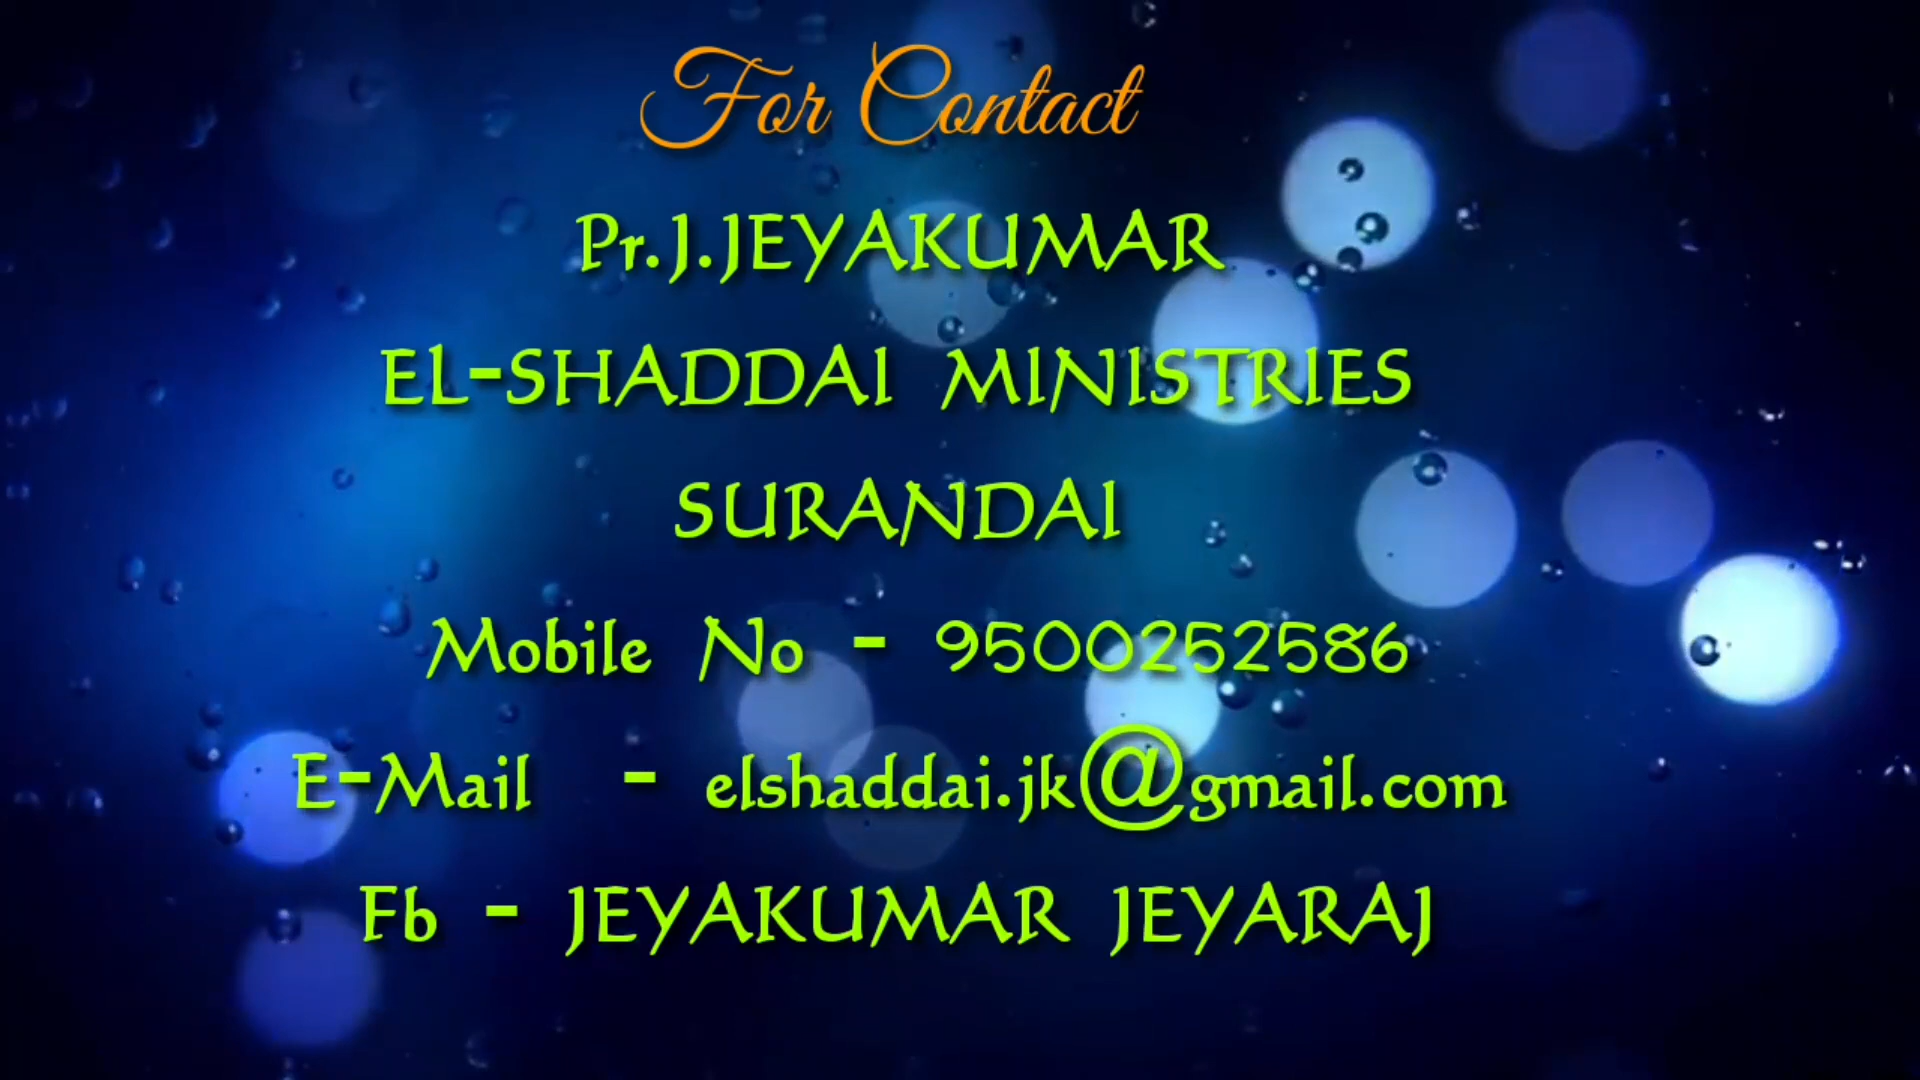 For Contact
Pr.J.JEYAKUMAR
EL-SHADDAI MINISTRIES
SURANDAI
Mobile No - 9500252586
E-Mail - elshaddai.jk@gmail.com
Fb - JEYAKUMAR JEYARAJ